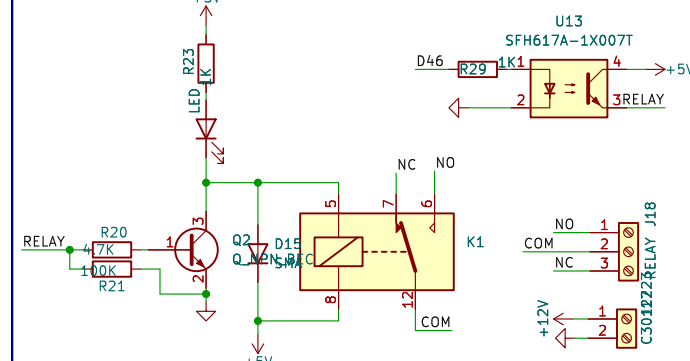 +5V
R23
1K
LED
RELAY
R20
4.7K
100K
R21
1
3
2
Q2
Q_NPN_BEC
D15
SMA
+5V
5
8
7
6
12
NC
NO
COM
K1
U13
SFH617A-1X007T
D46
R29
1K
1
2
4
3
+5V
RELAY
J18
RELAY
NO
COM
NC
1
2
3
+12V
1
2